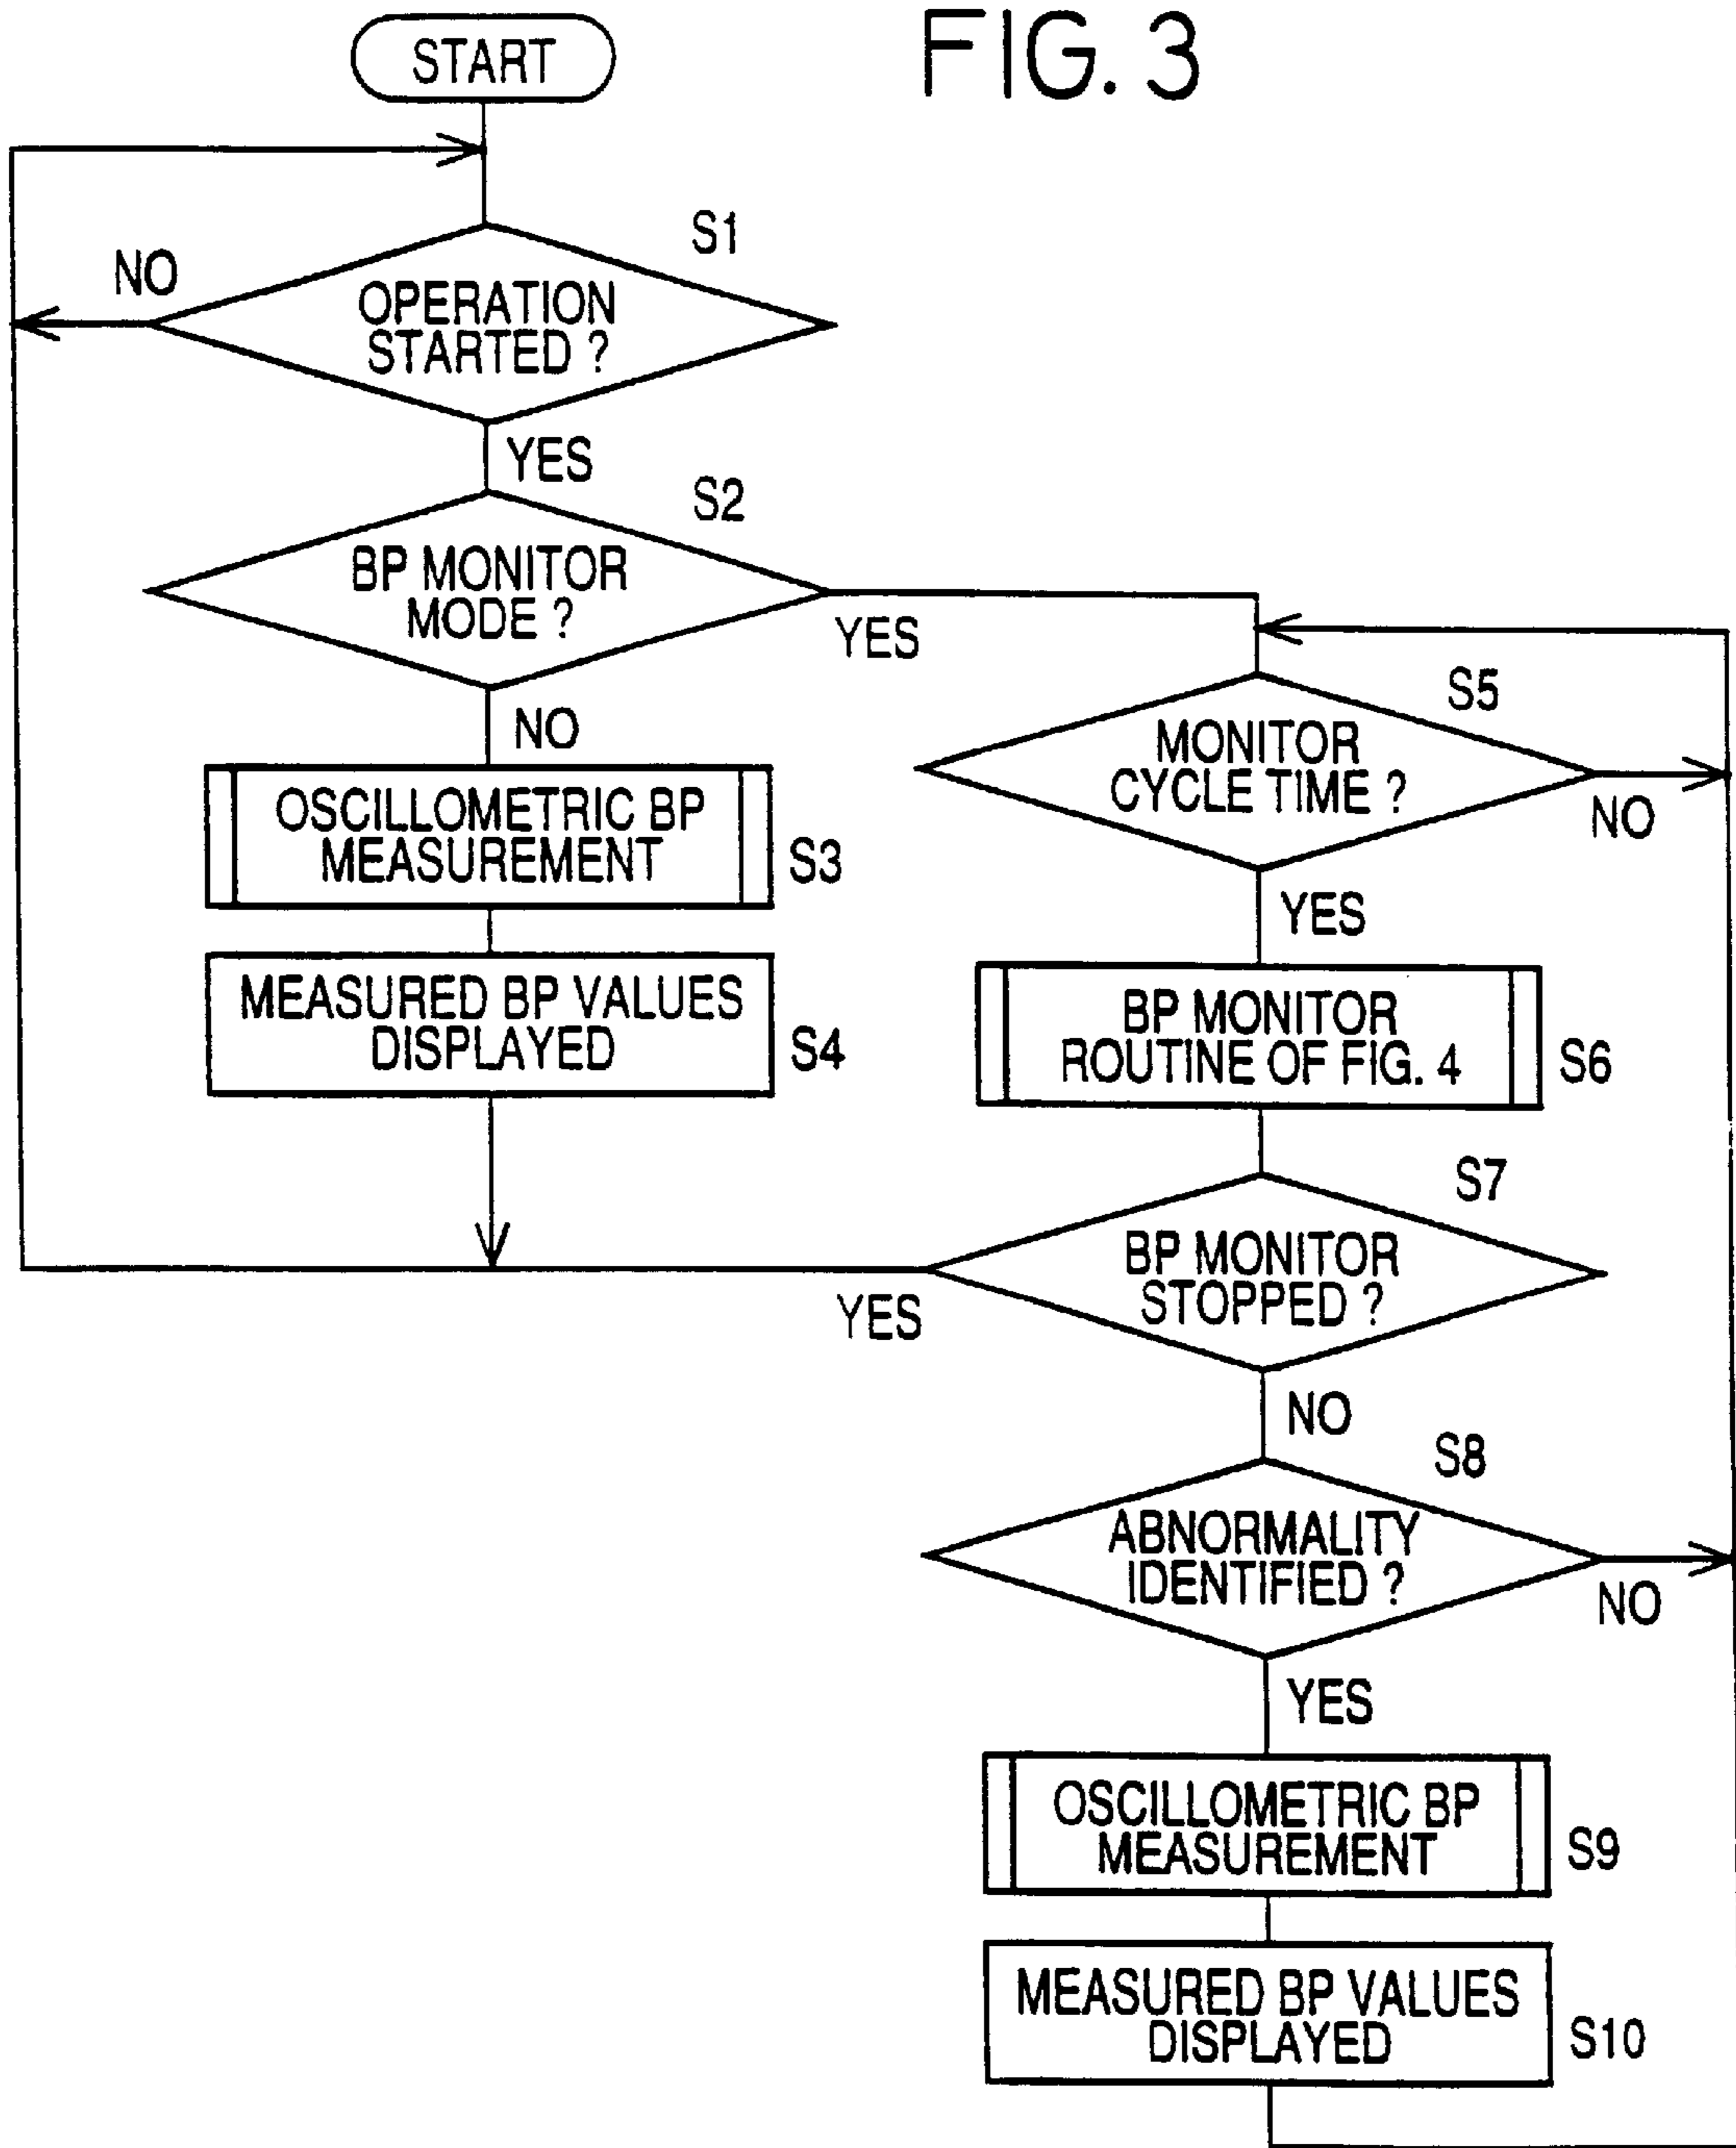 FIG. 3
START
S1
NO
OPERATION
STARTED ?
YES
S2
BP MONITOR
MODE ?
YES
NO
OSCILLOMETRIC BP
MEASUREMENT
S3
MEASURED BP VALUES
DISPLAYED
S4
S5
MONITOR
CYCLE TIME ?
NO
YES
BP MONITOR
ROUTINE OF FIG. 4
S6
S7
BP MONITOR
STOPPED ?
YES
NO
S8
ABNORMALITY
IDENTIFIED ?
NO
YES
OSCILLOMETRIC BP
MEASUREMENT
S9
MEASURED BP VALUES
DISPLAYED
S10